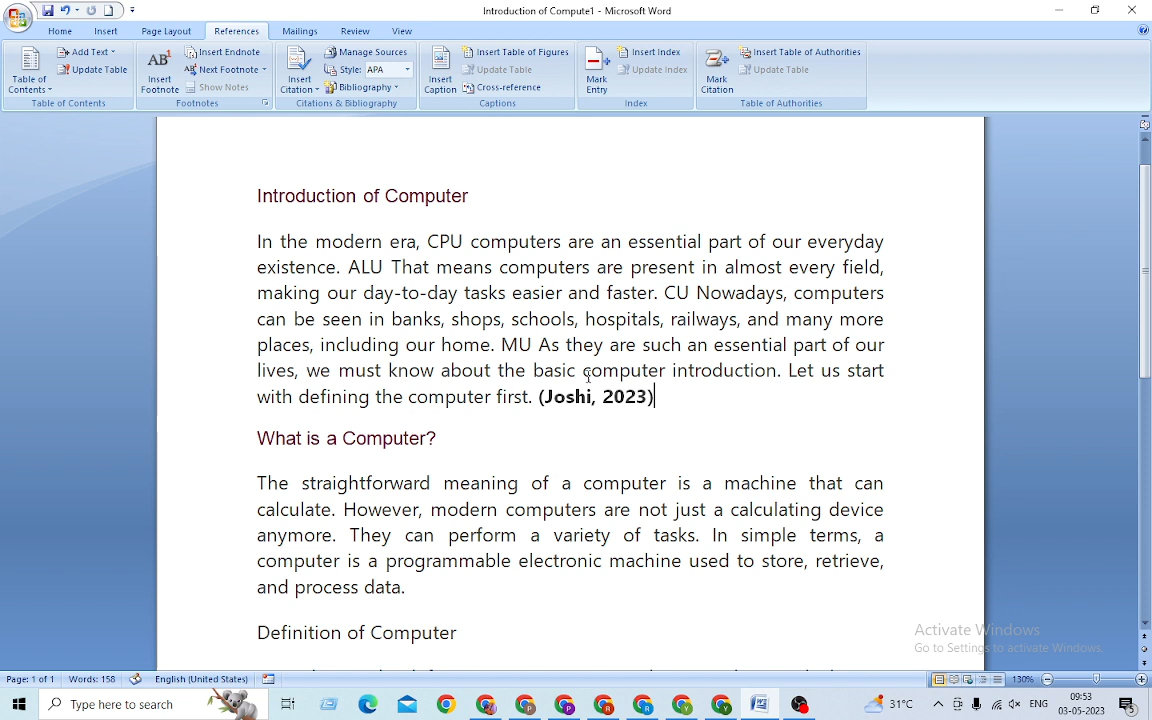 Introduction of Compute1 - Microsoft Word
Home Insert Page Layout References Mailings Review View
Table of Contents
Add Text
Update Table
Table of Contents
AB¹ Insert Footnote
Insert Endnote
Next Footnote
Show Notes
Footnotes
Insert Citation
Manage Sources
Style: APA
Bibliography
Citations & Bibliography
Insert Caption
Insert Table of Figures
Update Table
Cross-reference
Captions
Mark Entry
Insert Index
Update Index
Index
Mark Citation
Insert Table of Authorities
Update Table
Table of Authorities
Introduction of Computer
In the modern era, CPU computers are an essential part of our everyday
existence. ALU That means computers are present in almost every field,
making our day-to-day tasks easier and faster. CU Nowadays, computers
can be seen in banks, shops, schools, hospitals, railways, and many more
places, including our home. MU As they are such an essential part of our
lives, we must know about the basic computer introduction. Let us start
with defining the computer first. (Joshi, 2023)
What is a Computer?
The straightforward meaning of a computer is a machine that can
calculate. However, modern computers are not just a calculating device
anymore. They can perform a variety of tasks. In simple terms, a
computer is a programmable electronic machine used to store, retrieve,
and process data.
Definition of Computer
Activate Windows
Go to Settings to activate Windows.
Page: 1 of 1 Words: 158 English (United States) 130%
Type here to search 31°C ENG 09:53
03-05-2023 5